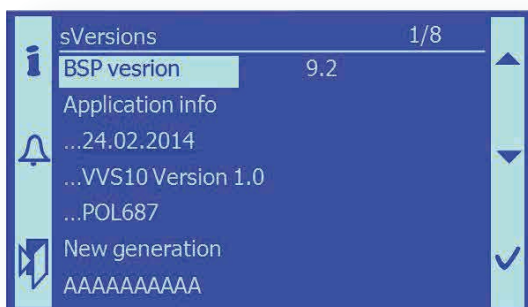 sVersions 1/8
BSP vesrion 9.2
Application info
...24.02.2014
...VVS10 Version 1.0
...POL687
New generation
AAAAAAAAAA